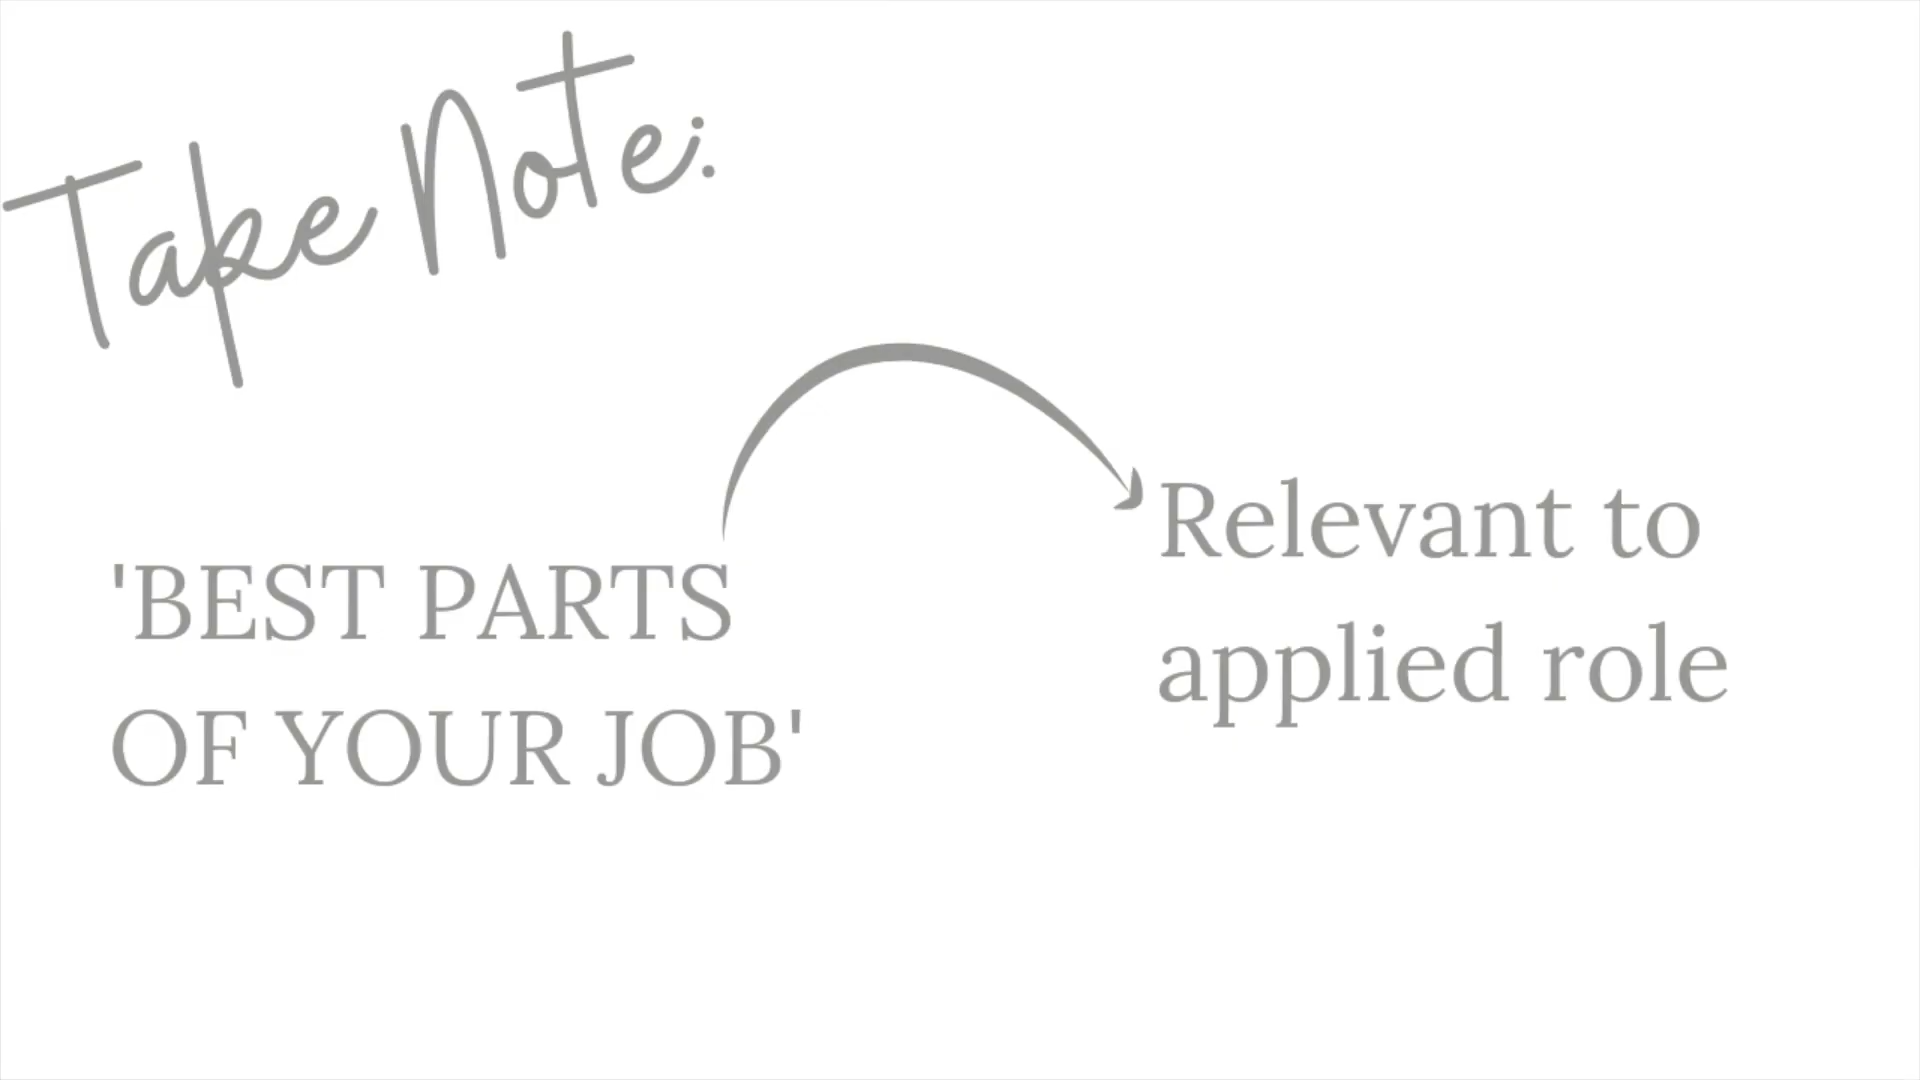 Take Note:
'BEST PARTS
OF YOUR JOB'
Relevant to
applied role